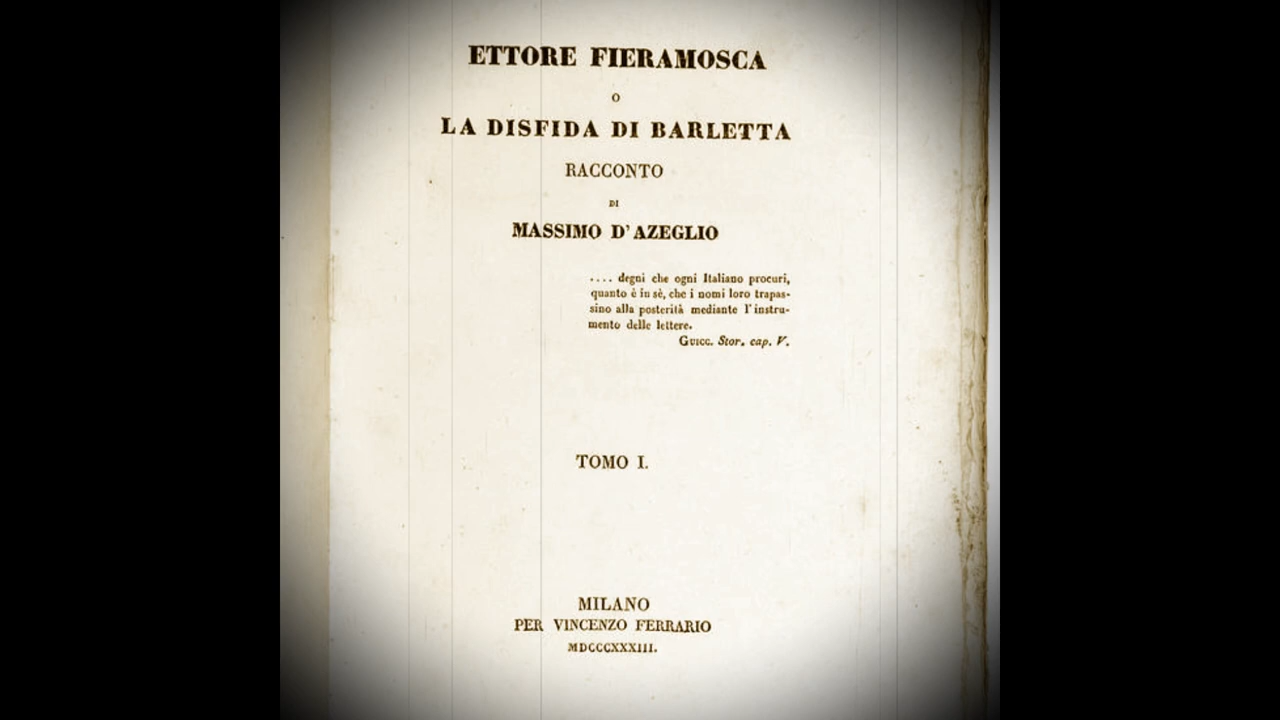 ETTORE FIERAMOSCA
O
LA DISFIDA DI BARLETTA
RACCONTO
DI
MASSIMO D'AZEGLIO
.... degni che ogni Italiano procuri,
quanto è in sè, che i nomi loro trapas-
sino alla posterità mediante l'instru-
mento delle lettere.
GUICC. Stor. cap. V.
TOMO I.
MILANO
PER VINCENZO FERRARIO
MDCCCXXXIII.